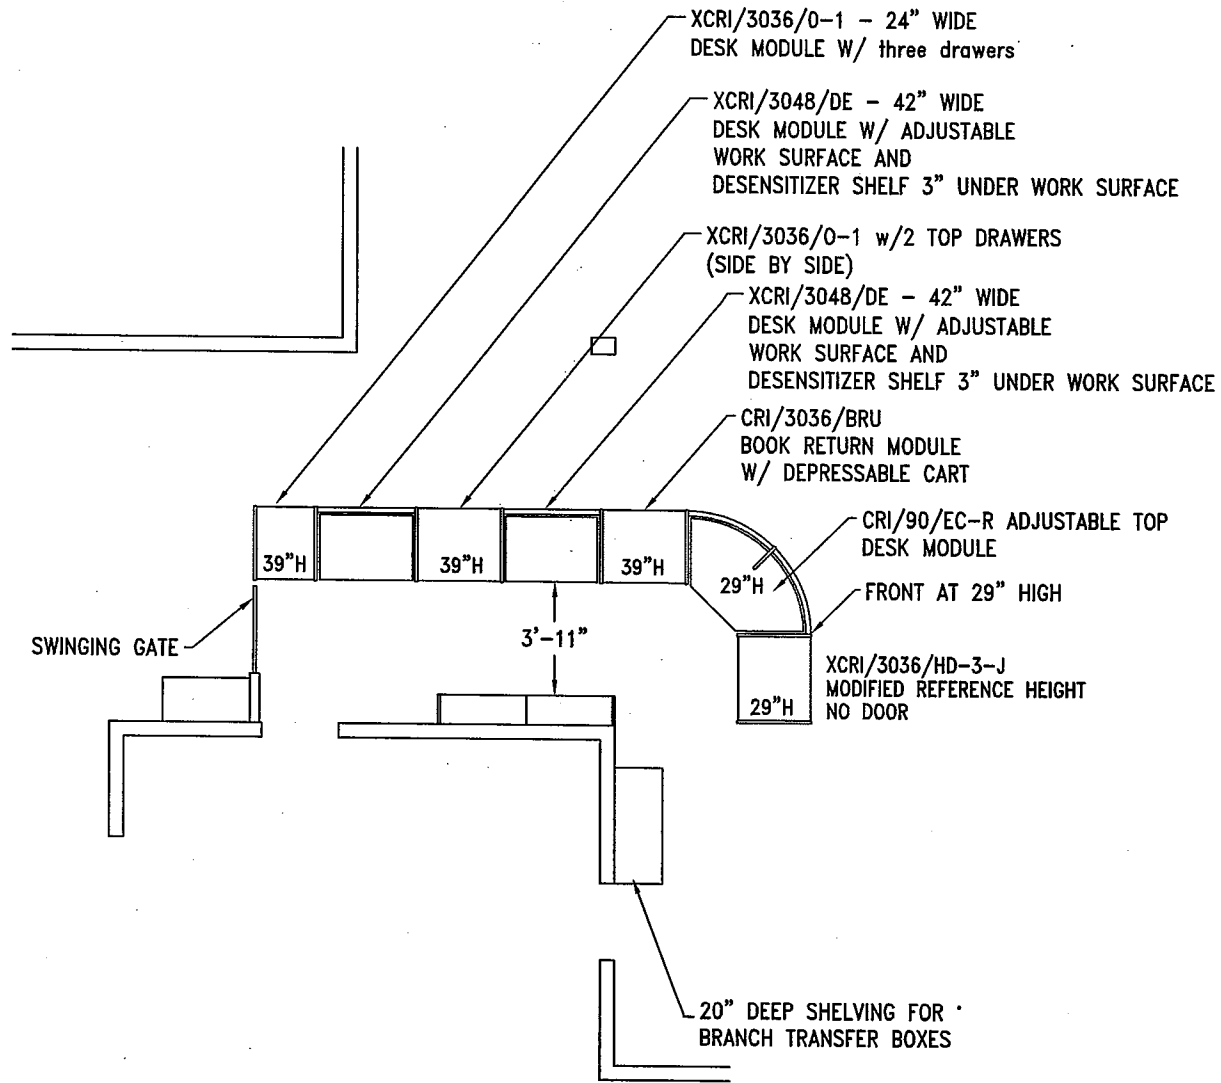 XCRI/3036/0-1 - 24" WIDE
DESK MODULE W/ three drawers
XCRI/3048/DE - 42" WIDE
DESK MODULE W/ ADJUSTABLE
WORK SURFACE AND
DESENSITIZER SHELF 3" UNDER WORK SURFACE
XCRI/3036/0-1 w/2 TOP DRAWERS
(SIDE BY SIDE)
XCRI/3048/DE - 42" WIDE
DESK MODULE W/ ADJUSTABLE
WORK SURFACE AND
DESENSITIZER SHELF 3" UNDER WORK SURFACE
CRI/3036/BRU
BOOK RETURN MODULE
W/ DEPRESSABLE CART
CRI/90/EC-R ADJUSTABLE TOP
DESK MODULE
39"H
39"H
39"H
29"H
FRONT AT 29" HIGH
SWINGING GATE
3'-11"
XCRI/3036/HD-3-J
MODIFIED REFERENCE HEIGHT
NO DOOR
29"H
20" DEEP SHELVING FOR
BRANCH TRANSFER BOXES